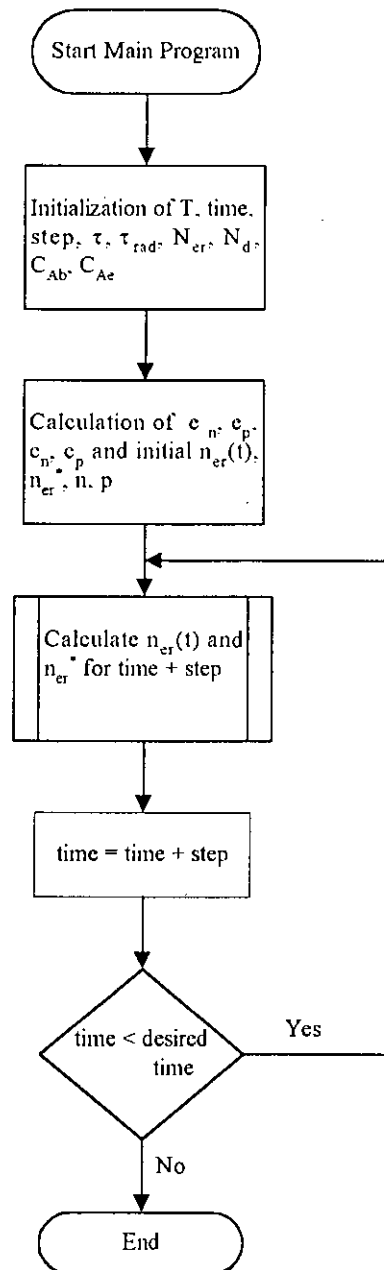 Start Main Program
Initialization of T, time,
step, τ, τ_rad, N_er, N_d,
C_Ab, C_Ae
Calculation of e_n, e_p,
c_n, c_p and initial n_er(t),
n_er*, n, p
Calculate n_er(t) and
n_er* for time + step
time = time + step
time < desired
time
Yes
No
End